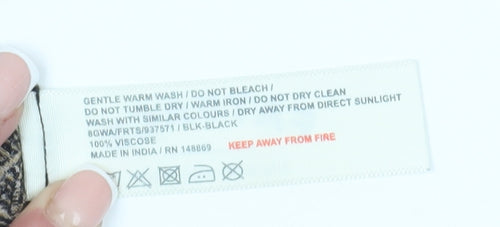 GENTLE WARM WASH / DO NOT BLEACH /
DO NOT TUMBLE DRY / WARM IRON / DO NOT DRY CLEAN
WASH WITH SIMILAR COLOURS / DRY AWAY FROM DIRECT SUNLIGHT
8GWA/FRTS/937571 / BLK-BLACK
100% VISCOSE
MADE IN INDIA / RN 148869 KEEP AWAY FROM FIRE